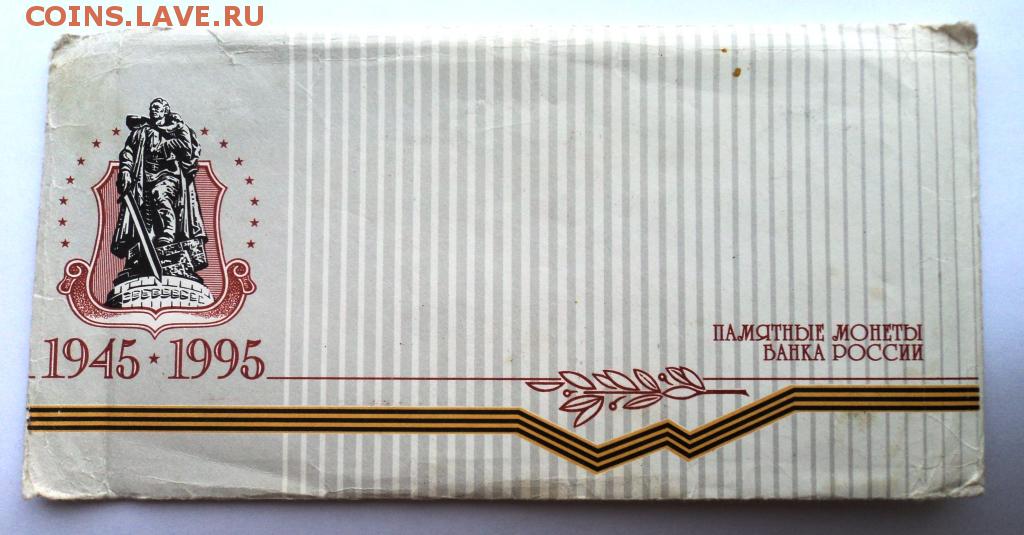 COINS.LAVE.RU
1945 ★ 1995
ПАМЯТНЫЕ МОНЕТЫ
БАНКА РОССИИ